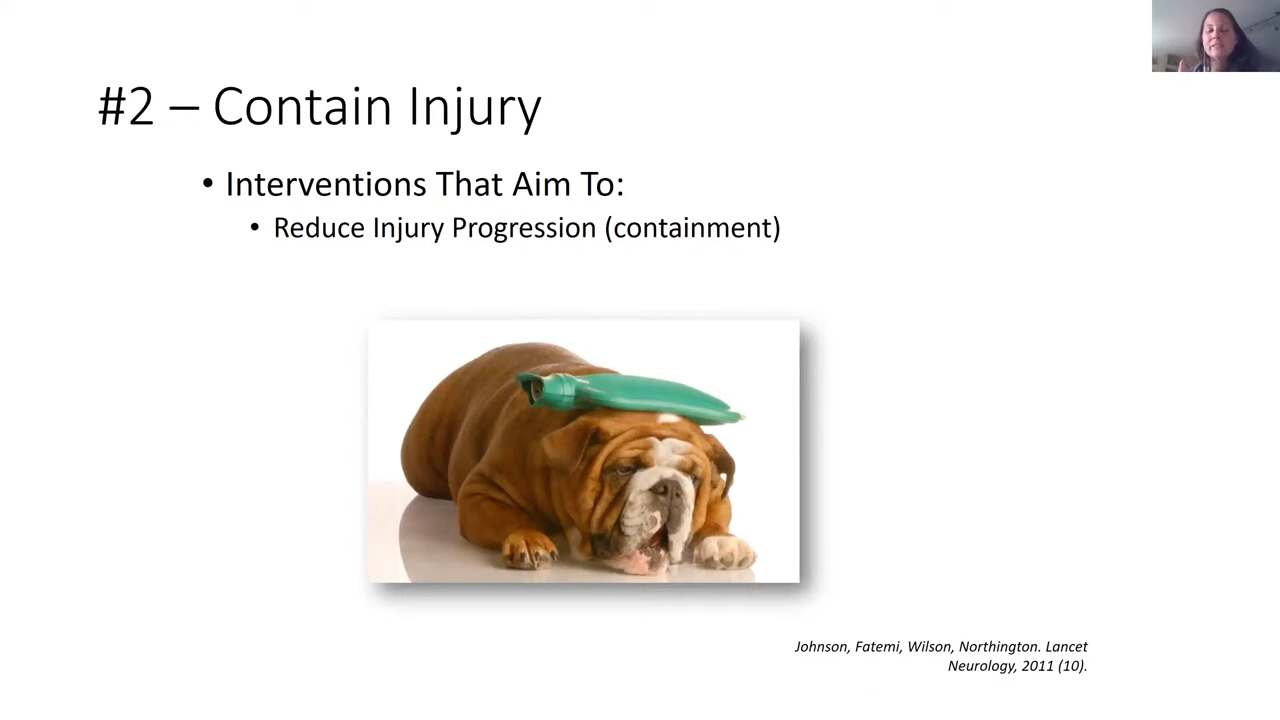 #2 – Contain Injury
• Interventions That Aim To:
• Reduce Injury Progression (containment)
Johnson, Fatemi, Wilson, Northington. Lancet
Neurology, 2011 (10).